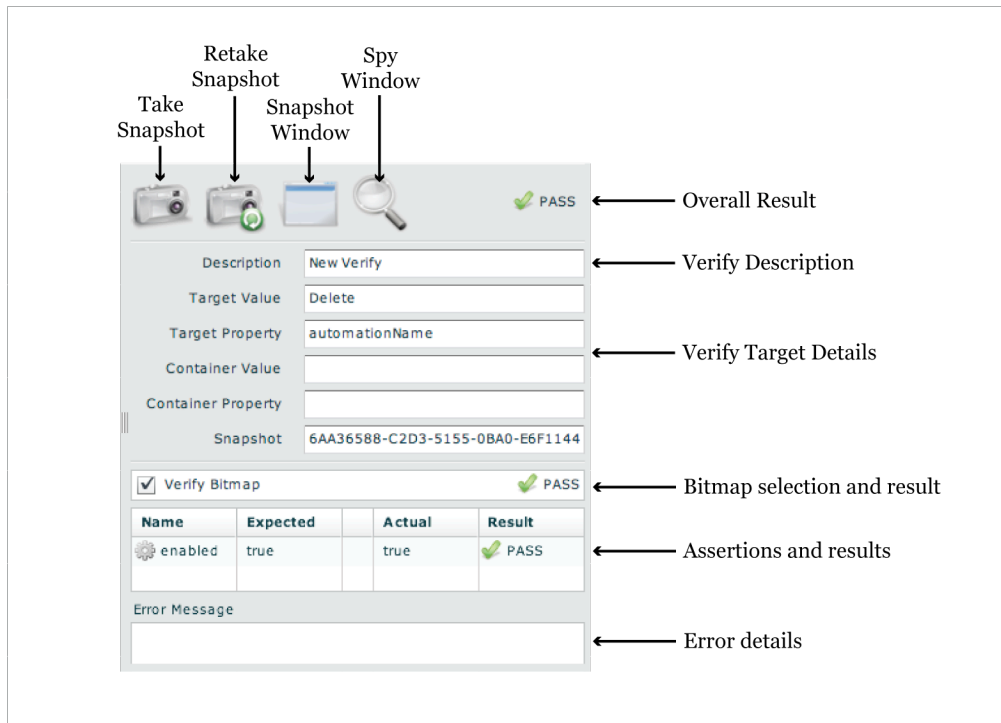 Retake
Snapshot
Spy
Window
Take
Snapshot
Snapshot
Window
PASS
Overall Result
Description
New Verify
Verify Description
Target Value
Delete
Target Property
automationName
Verify Target Details
Container Value
Container Property
Snapshot
6AA36588-C2D3-5155-0BA0-E6F1144
Verify Bitmap
PASS
Bitmap selection and result
Name Expected Actual Result
enabled true true PASS
Assertions and results
Error Message
Error details